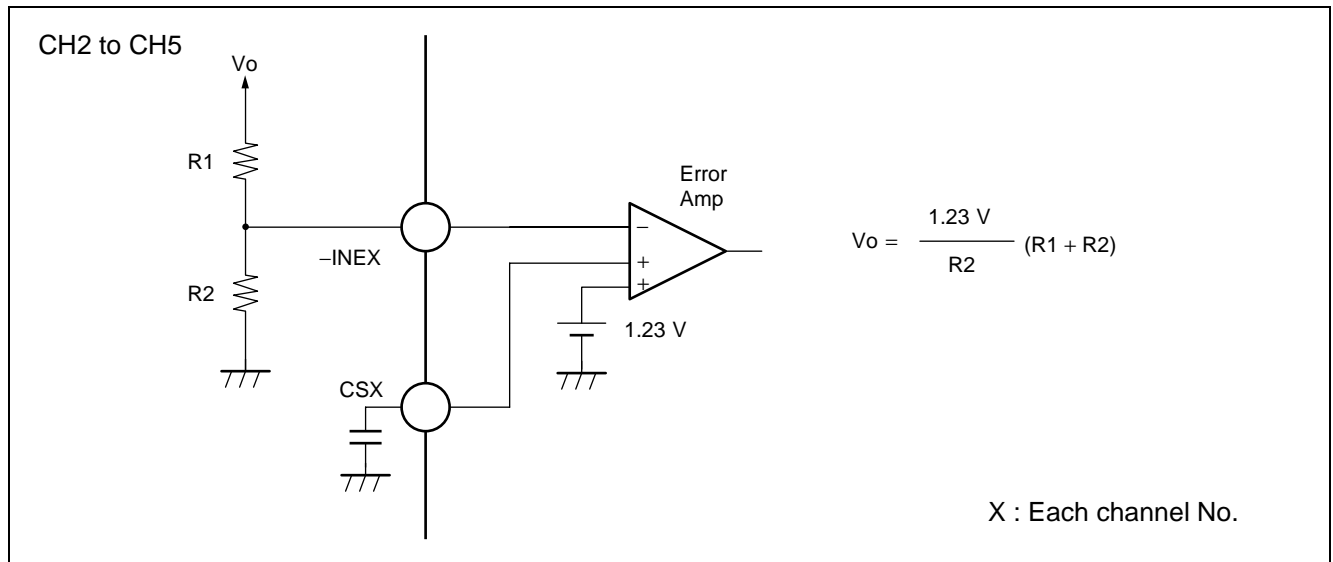 CH2 to CH5
Vo
R1
R2
−INEX
CSX
Error
Amp
−
+
+
1.23 V
Vo = 1.23 V / R2 (R1 + R2)
X : Each channel No.